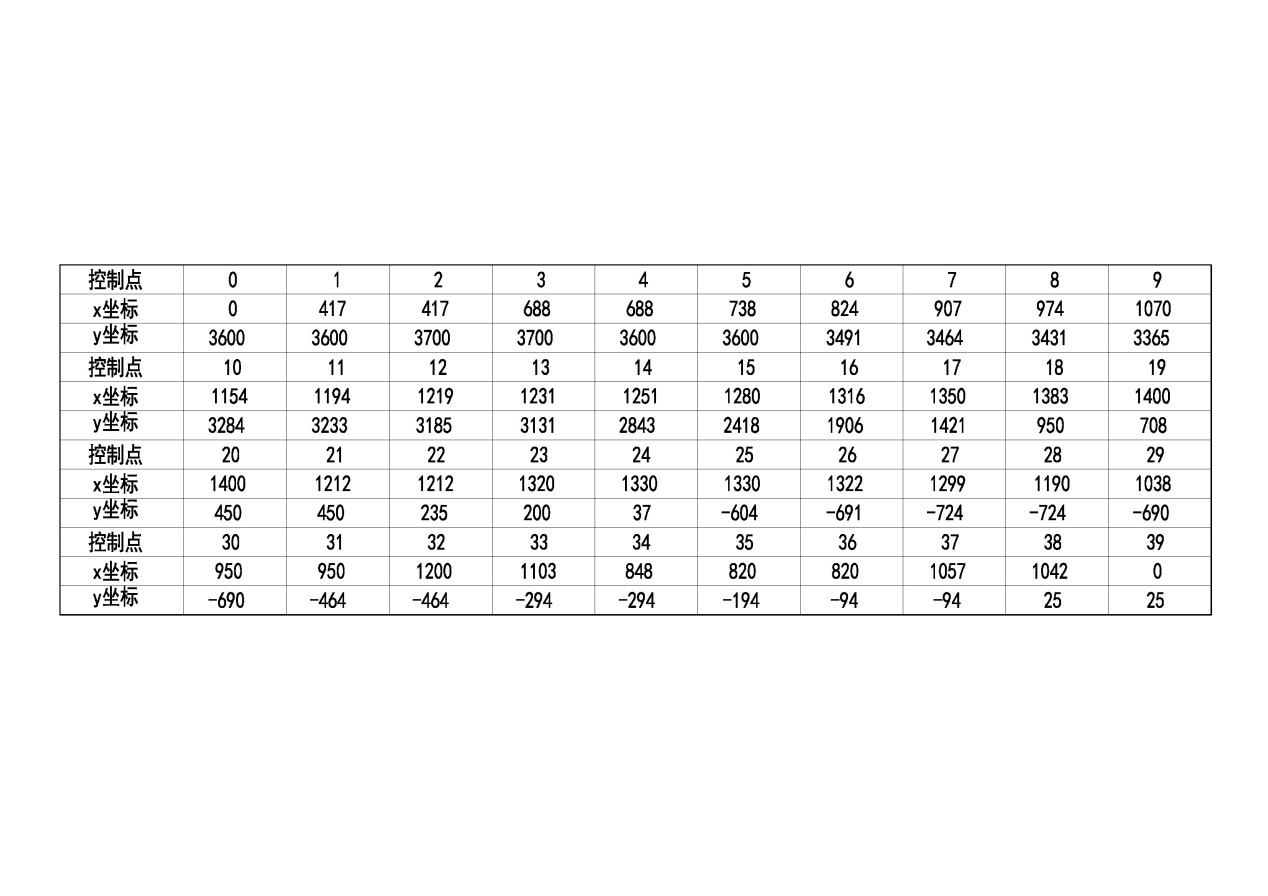 控制点 0 1 2 3 4 5 6 7 8 9
x坐标 0 417 417 688 688 738 824 907 974 1070
y坐标 3600 3600 3700 3700 3600 3600 3491 3464 3431 3365
控制点 10 11 12 13 14 15 16 17 18 19
x坐标 1154 1194 1219 1231 1251 1280 1316 1350 1383 1400
y坐标 3284 3233 3185 3131 2843 2418 1906 1421 950 708
控制点 20 21 22 23 24 25 26 27 28 29
x坐标 1400 1212 1212 1320 1330 1330 1322 1299 1190 1038
y坐标 450 450 235 200 37 -604 -691 -724 -724 -690
控制点 30 31 32 33 34 35 36 37 38 39
x坐标 950 950 1200 1103 848 820 820 1057 1042 0
y坐标 -690 -464 -464 -294 -294 -194 -94 -94 25 25